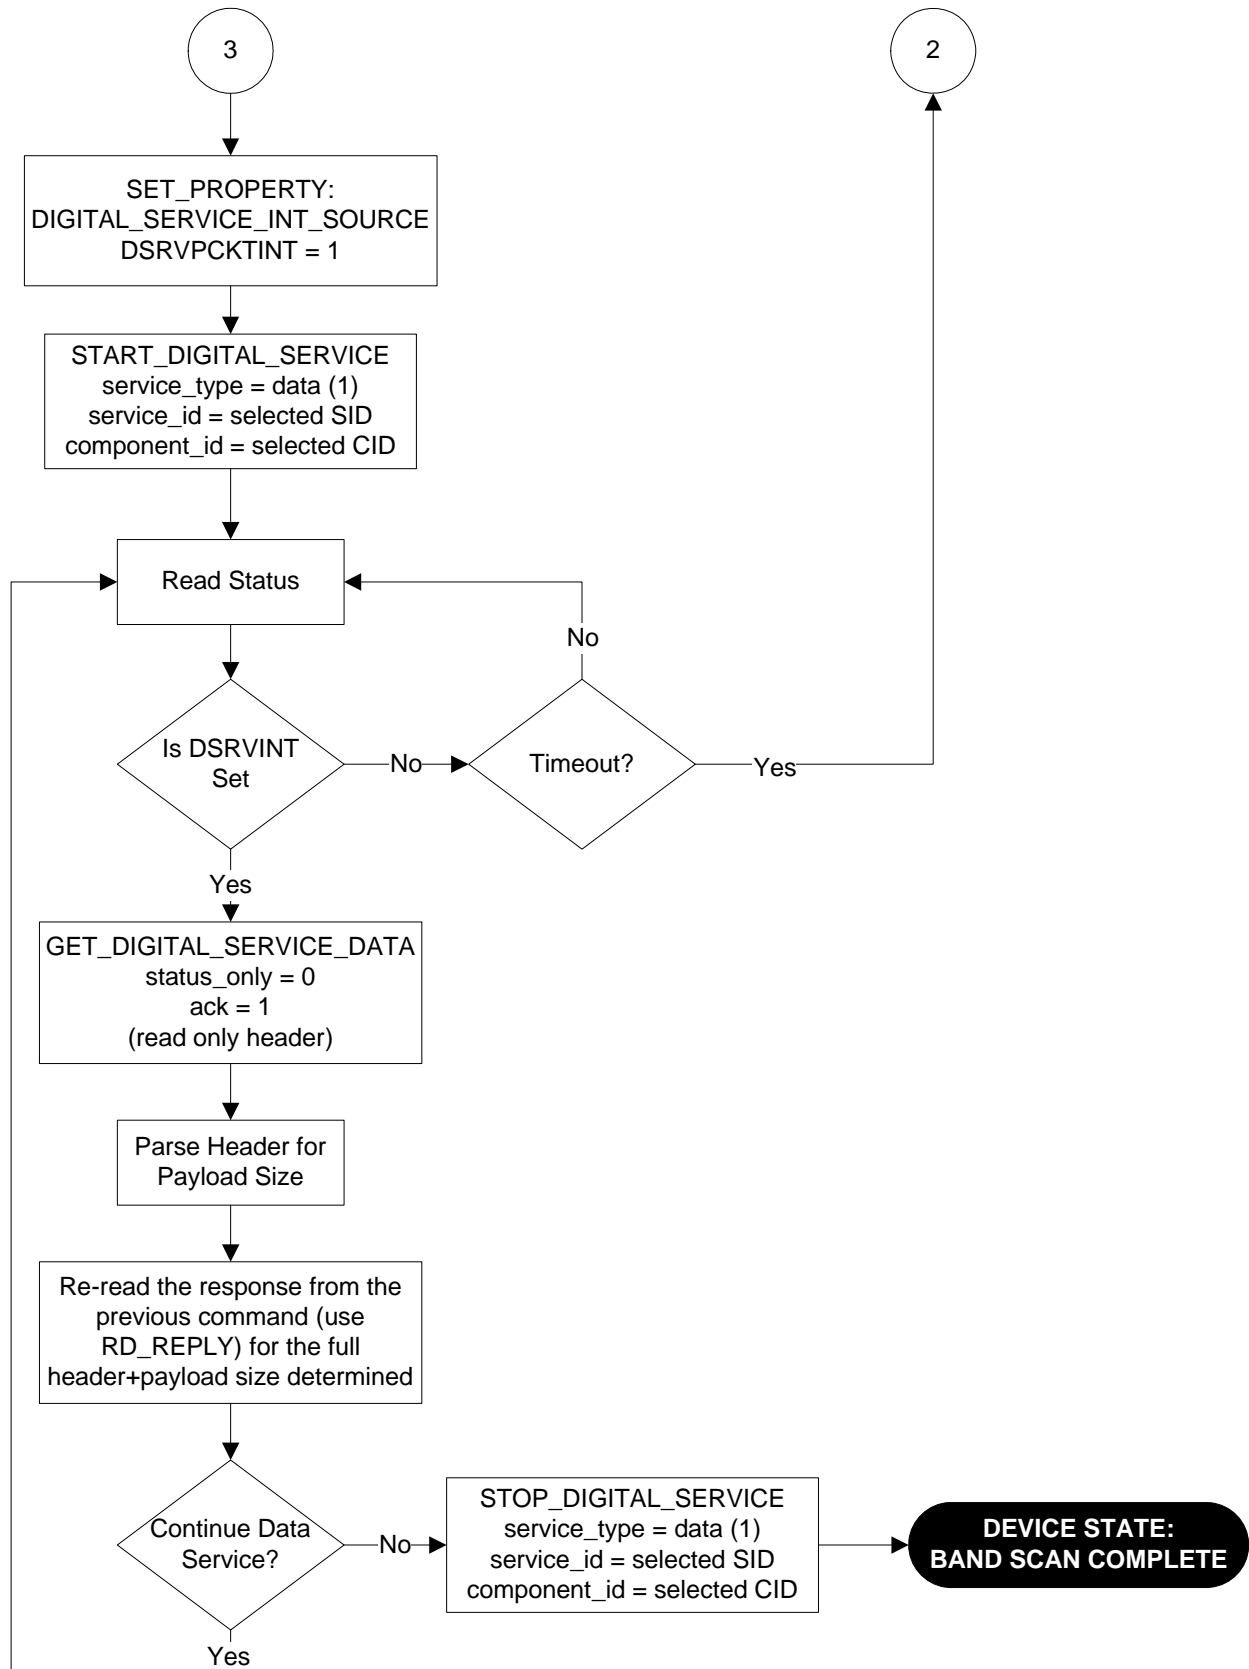 3
2
SET_PROPERTY:
DIGITAL_SERVICE_INT_SOURCE
DSRVPCKTINT = 1
START_DIGITAL_SERVICE
service_type = data (1)
service_id = selected SID
component_id = selected CID
Read Status
No
Is DSRVINT
Set
No
Timeout?
Yes
Yes
GET_DIGITAL_SERVICE_DATA
status_only = 0
ack = 1
(read only header)
Parse Header for
Payload Size
Re-read the response from the
previous command (use
RD_REPLY) for the full
header+payload size determined
Continue Data
Service?
No
STOP_DIGITAL_SERVICE
service_type = data (1)
service_id = selected SID
component_id = selected CID
DEVICE STATE:
BAND SCAN COMPLETE
Yes